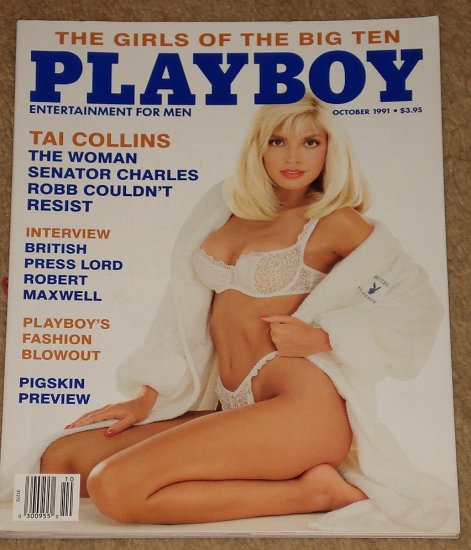 THE GIRLS OF THE BIG TEN
PLAYBOY
ENTERTAINMENT FOR MEN
OCTOBER 1991 • $3.95
TAI COLLINS
THE WOMAN
SENATOR CHARLES
ROBB COULDN'T
RESIST
INTERVIEW
BRITISH
PRESS LORD
ROBERT
MAXWELL
PLAYBOY'S
FASHION
BLOWOUT
PIGSKIN
PREVIEW
10